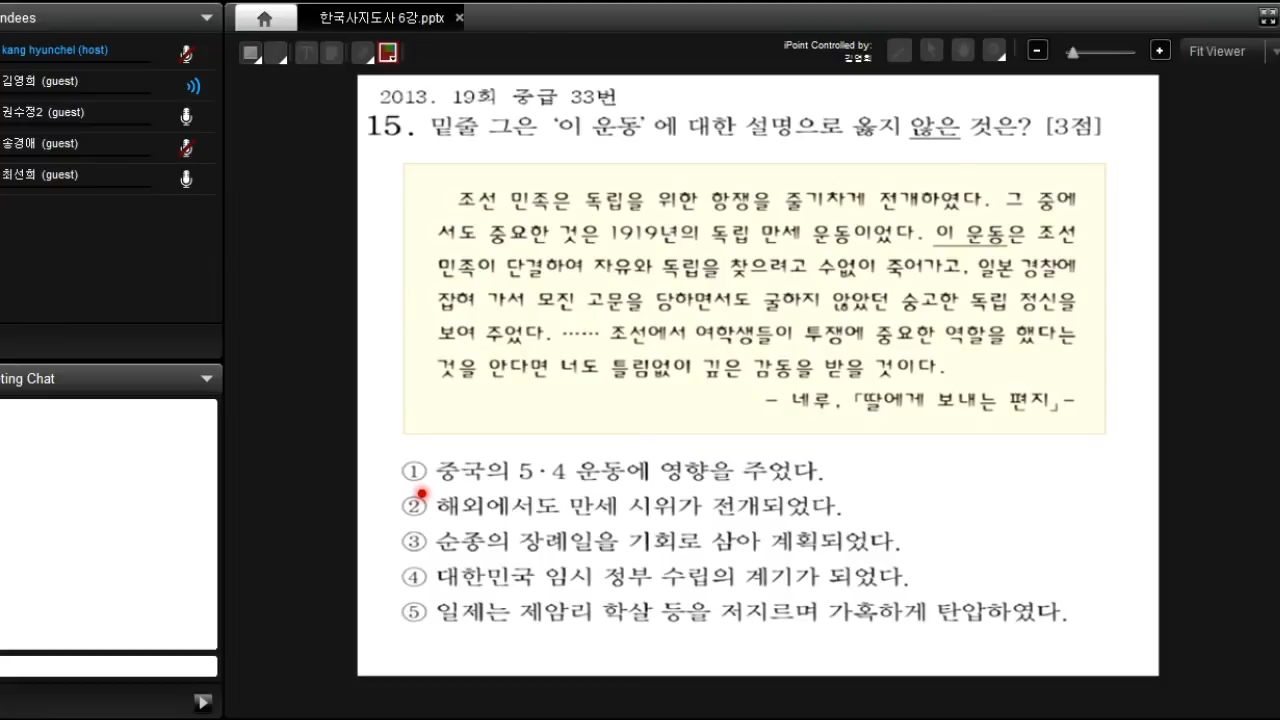 ndees
한국사지도사 6강.pptx
kang hyunchel (host)
김영희 (guest)
권수정2 (guest)
송경애 (guest)
최선희 (guest)
iPoint Controlled by:
김영희
Fit Viewer
2013. 19회 중급 33번
15. 밑줄 그은 ‘이 운동’에 대한 설명으로 옳지 않은 것은? [3점]
조선 민족은 독립을 위한 항쟁을 줄기차게 전개하였다. 그 중에
서도 중요한 것은 1919년의 독립 만세 운동이었다. 이 운동은 조선
민족이 단결하여 자유와 독립을 찾으려고 수없이 죽어가고, 일본 경찰에
잡혀 가서 모진 고문을 당하면서도 굴하지 않았던 숭고한 독립 정신을
보여 주었다. …… 조선에서 여학생들이 투쟁에 중요한 역할을 했다는
것을 안다면 너도 틀림없이 깊은 감동을 받을 것이다.
- 네루, 「딸에게 보내는 편지」-
① 중국의 5·4 운동에 영향을 주었다.
② 해외에서도 만세 시위가 전개되었다.
③ 순종의 장례일을 기회로 삼아 계획되었다.
④ 대한민국 임시 정부 수립의 계기가 되었다.
⑤ 일제는 제암리 학살 등을 저지르며 가혹하게 탄압하였다.
ting Chat